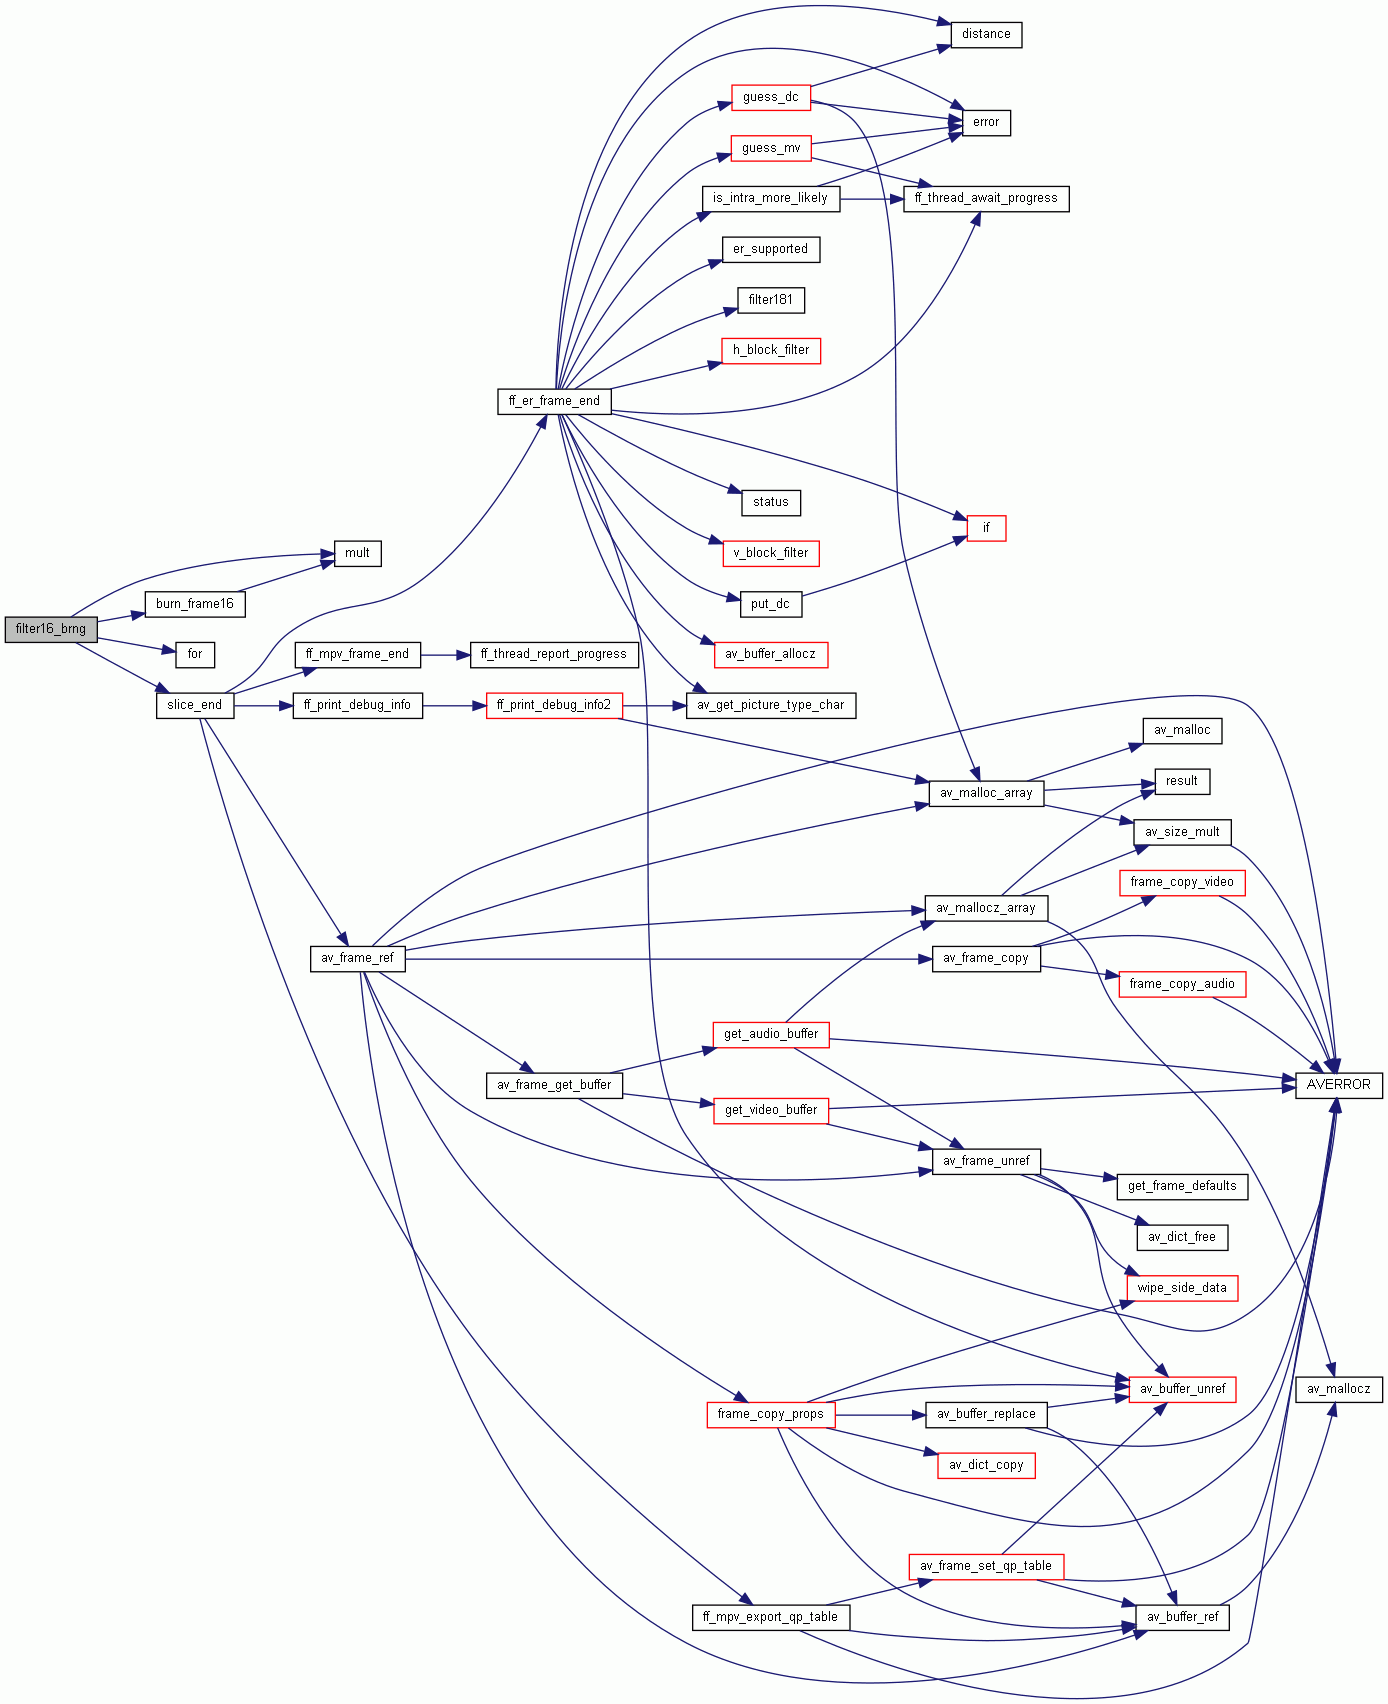 distance
guess_dc
error
guess_mv
is_intra_more_likely
ff_thread_await_progress
er_supported
filter181
h_block_filter
ff_er_frame_end
status
if
mult
v_block_filter
burn_frame16
put_dc
filter16_brng
for
ff_mpv_frame_end
ff_thread_report_progress
av_buffer_allocz
slice_end
ff_print_debug_info
ff_print_debug_info2
av_get_picture_type_char
av_malloc
result
av_malloc_array
av_size_mult
frame_copy_video
av_mallocz_array
av_frame_ref
av_frame_copy
frame_copy_audio
get_audio_buffer
av_frame_get_buffer
AVERROR
get_video_buffer
av_frame_unref
get_frame_defaults
av_dict_free
wipe_side_data
av_buffer_unref
av_mallocz
frame_copy_props
av_buffer_replace
av_dict_copy
av_frame_set_qp_table
ff_mpv_export_qp_table
av_buffer_ref